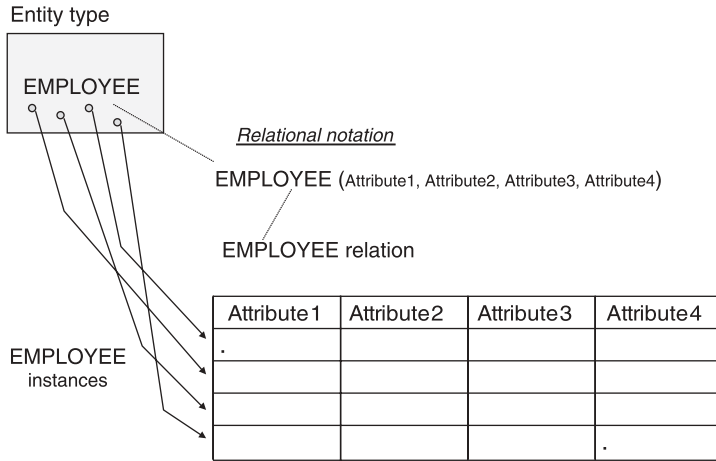 Entity type
EMPLOYEE
Relational notation
EMPLOYEE (Attribute1, Attribute2, Attribute3, Attribute4)
EMPLOYEE relation
Attribute1 Attribute2 Attribute3 Attribute4
.
EMPLOYEE
instances
.